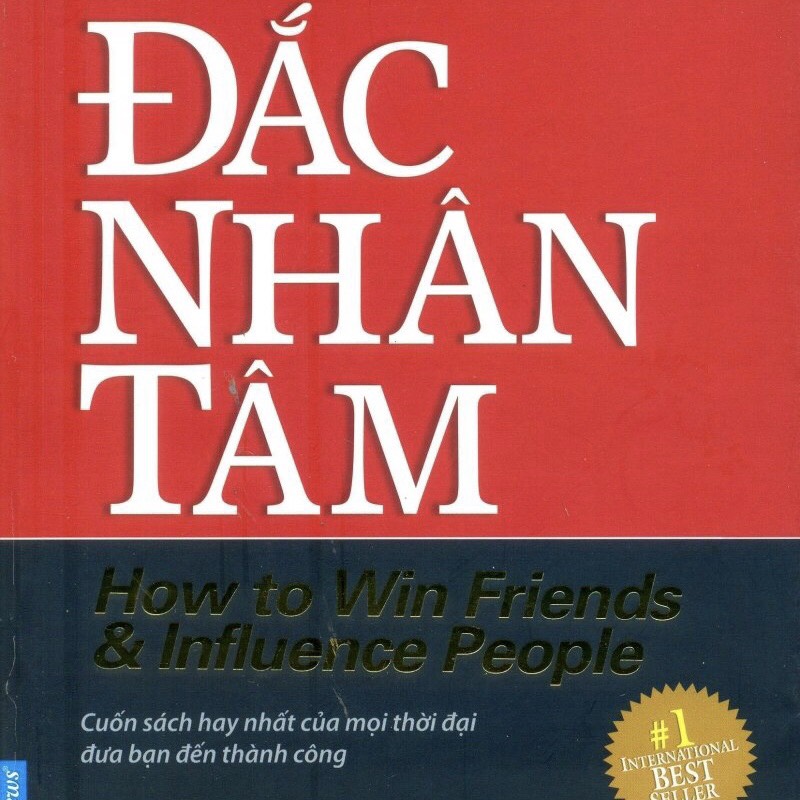 ĐẮC
NHÂN
TÂM
How to Win Friends
& Influence People
Cuốn sách hay nhất của mọi thời đại
đưa bạn đến thành công
#1
INTERNATIONAL
BEST
SELLER